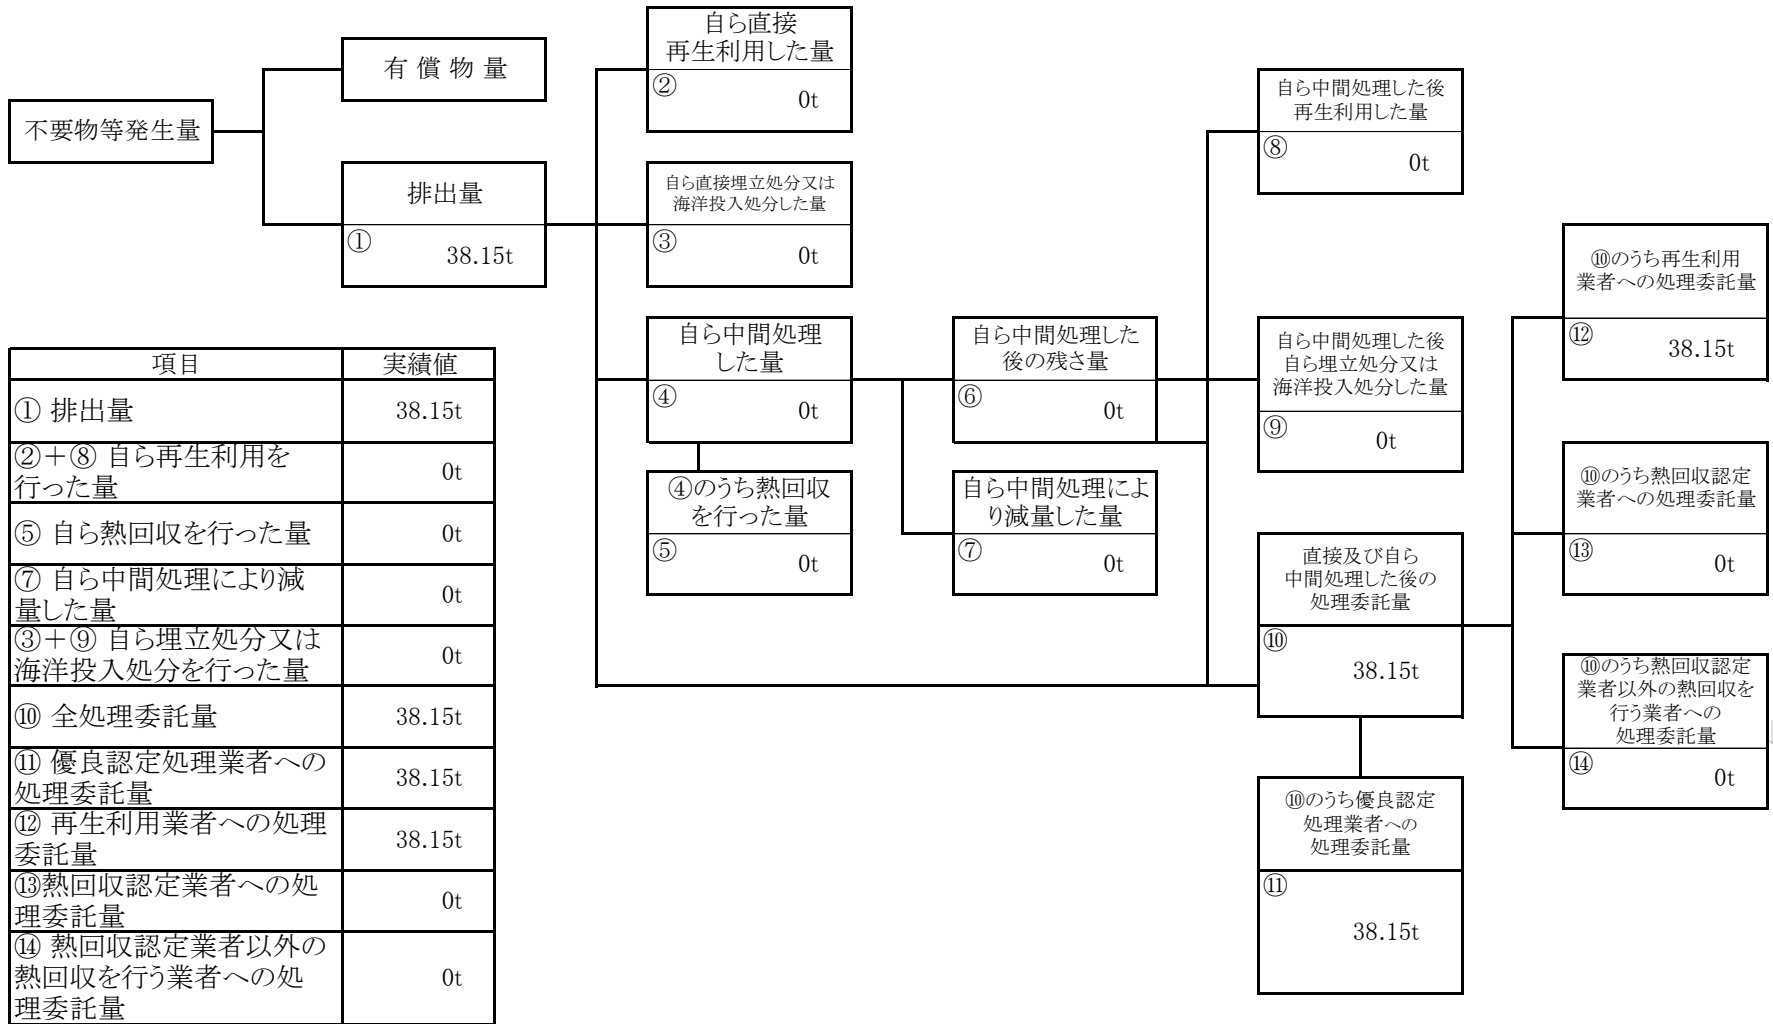 不要物等発生量
有 償 物 量
排出量
①
38.15t
自ら直接
再生利用した量
②
0t
自ら直接埋立処分又は
海洋投入処分した量
③
0t
自ら中間処理
した量
④
0t
④のうち熱回収
を行った量
⑤
0t
自ら中間処理した
後の残さ量
⑥
0t
自ら中間処理によ
り減量した量
⑦
0t
自ら中間処理した後
再生利用した量
⑧
0t
自ら中間処理した後
自ら埋立処分又は
海洋投入処分した量
⑨
0t
直接及び自ら
中間処理した後の
処理委託量
⑩
38.15t
⑩のうち優良認定
処理業者への
処理委託量
⑪
38.15t
⑩のうち再生利用
業者への処理委託量
⑫
38.15t
⑩のうち熱回収認定
業者への処理委託量
⑬
0t
⑩のうち熱回収認定
業者以外の熱回収を
行う業者への
処理委託量
⑭
0t
項目 実績値
① 排出量 38.15t
②＋⑧ 自ら再生利用を
行った量 0t
⑤ 自ら熱回収を行った量 0t
⑦ 自ら中間処理により減
量した量 0t
③＋⑨ 自ら埋立処分又は
海洋投入処分を行った量 0t
⑩ 全処理委託量 38.15t
⑪ 優良認定処理業者への
処理委託量 38.15t
⑫ 再生利用業者への処理
委託量 38.15t
⑬熱回収認定業者への処
理委託量 0t
⑭ 熱回収認定業者以外の
熱回収を行う業者への処
理委託量 0t